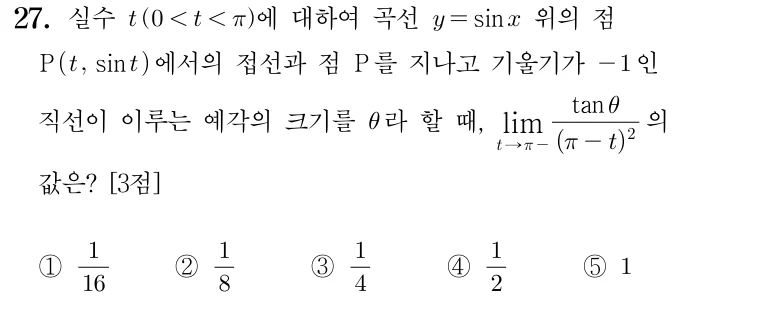 27. 실수 t(0<t<π)에 대하여 곡선 y=sinx 위의 점
P(t, sint)에서의 접선과 점 P를 지나고 기울기가 -1인
직선이 이루는 예각의 크기를 θ라 할 때, lim_{t→π-} tanθ/(π-t)² 의
값은? [3점]
① 1/16 ② 1/8 ③ 1/4 ④ 1/2 ⑤ 1